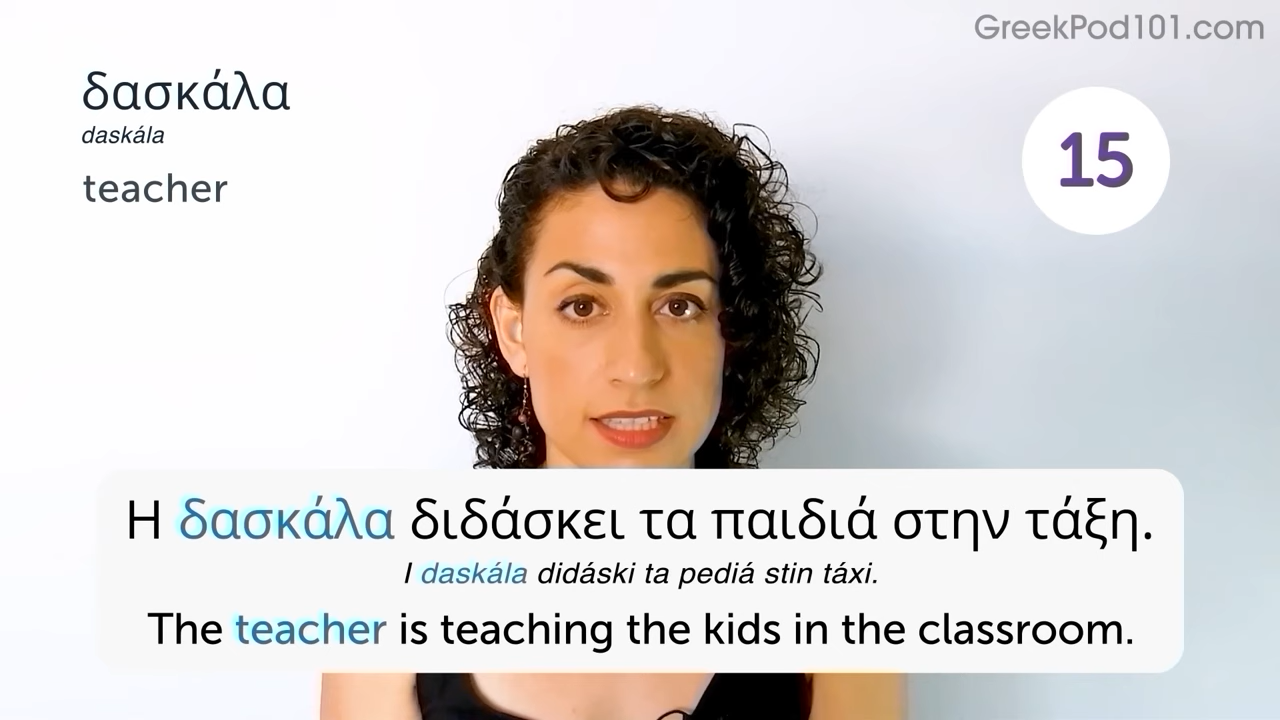 GreekPod101.com
δασκάλα
daskála
teacher
15
Η δασκάλα διδάσκει τα παιδιά στην τάξη.
I daskála didáski ta pediá stin táxi.
The teacher is teaching the kids in the classroom.